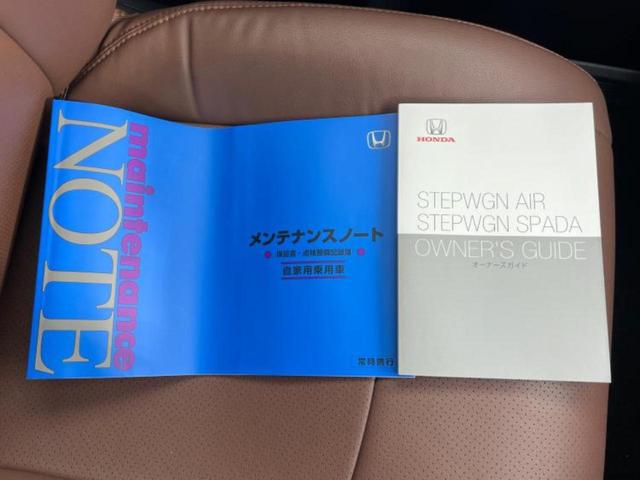 maintenance
NOTE
メンテナンスノート
保証書・点検整備記録簿
自家用乗用車
常時携行
HONDA
STEPWGN AIR
STEPWGN SPADA
OWNER'S GUIDE
オーナーズガイド